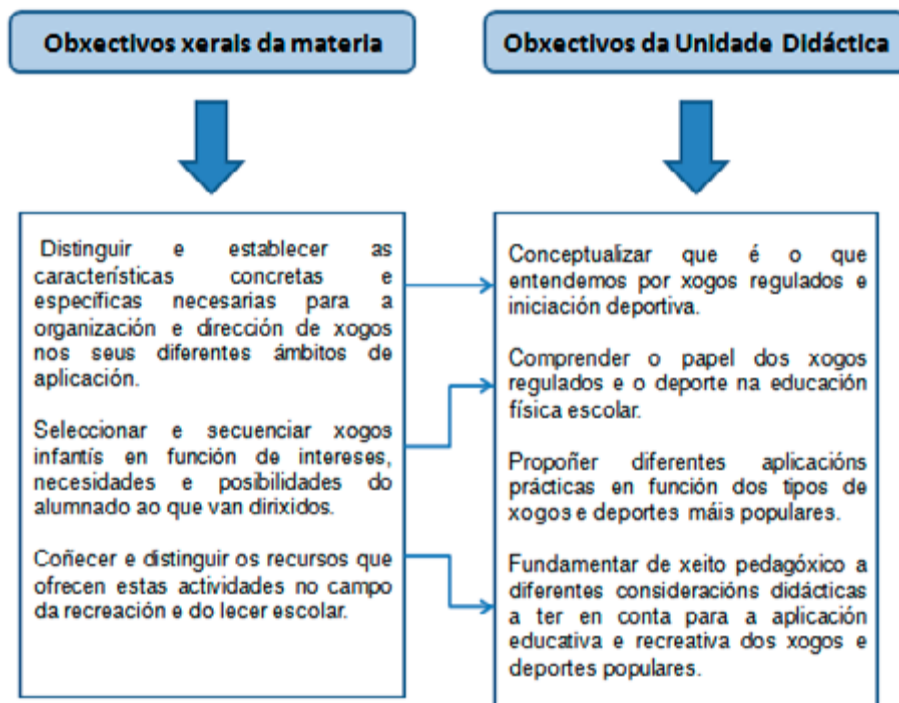 Obxectivos xerais da materia
Distinguir e establecer as
características concretas e
específicas necesarias para a
organización e dirección de xogos
nos seus diferentes ámbitos de
aplicación.
Seleccionar e secuenciar xogos
infantís en función de intereses,
necesidades e posibilidades do
alumnado ao que van dirixidos.
Coñecer e distinguir os recursos que
ofrecen estas actividades no campo
da recreación e do lecer escolar.
Obxectivos da Unidade Didáctica
Conceptualizar que é o que
entendemos por xogos regulados e
iniciación deportiva.
Comprender o papel dos xogos
regulados e o deporte na educación
física escolar.
Propoñer diferentes aplicacións
prácticas en función dos tipos de
xogos e deportes máis populares.
Fundamentar de xeito pedagóxico a
diferentes consideracións didácticas
a ter en conta para a aplicación
educativa e recreativa dos xogos e
deportes populares.